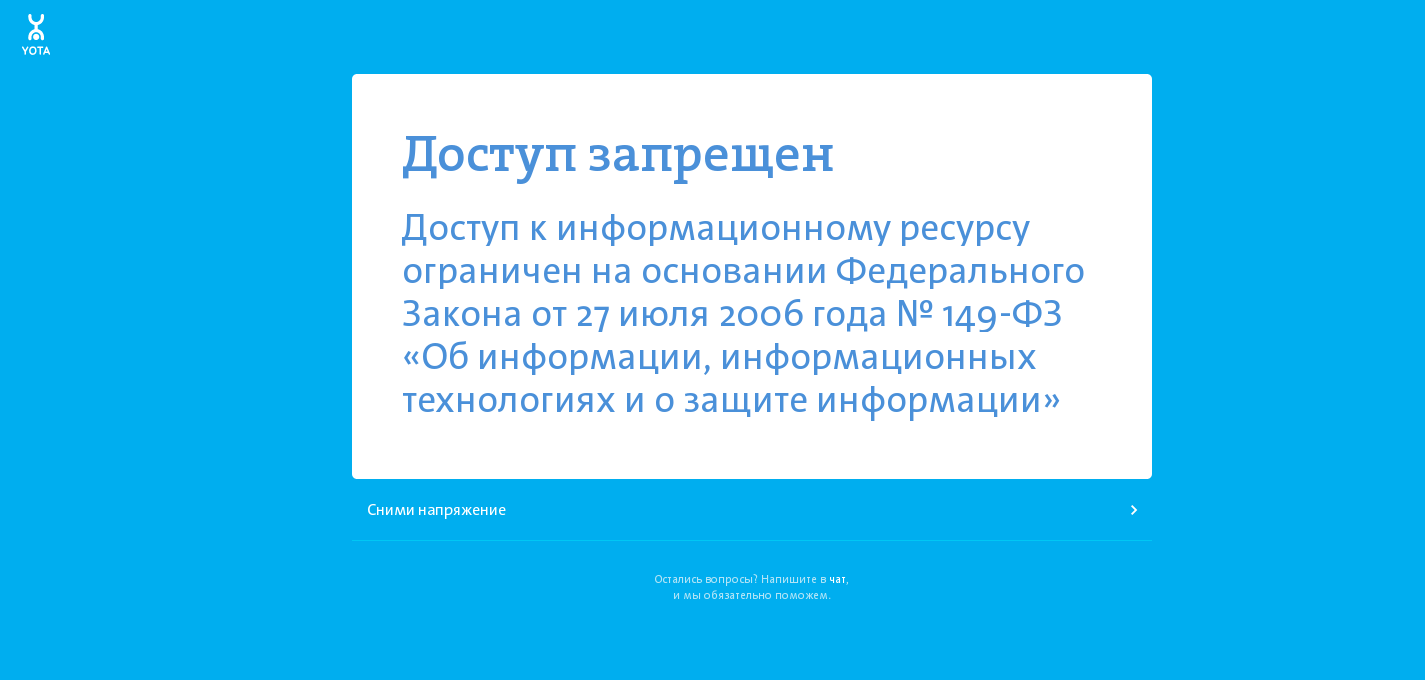 YOTA
Доступ запрещен
Доступ к информационному ресурсу
ограничен на основании Федерального
Закона от 27 июля 2006 года № 149-ФЗ
«Об информации, информационных
технологиях и о защите информации»
Сними напряжение
Остались вопросы? Напишите в чат,
и мы обязательно поможем.